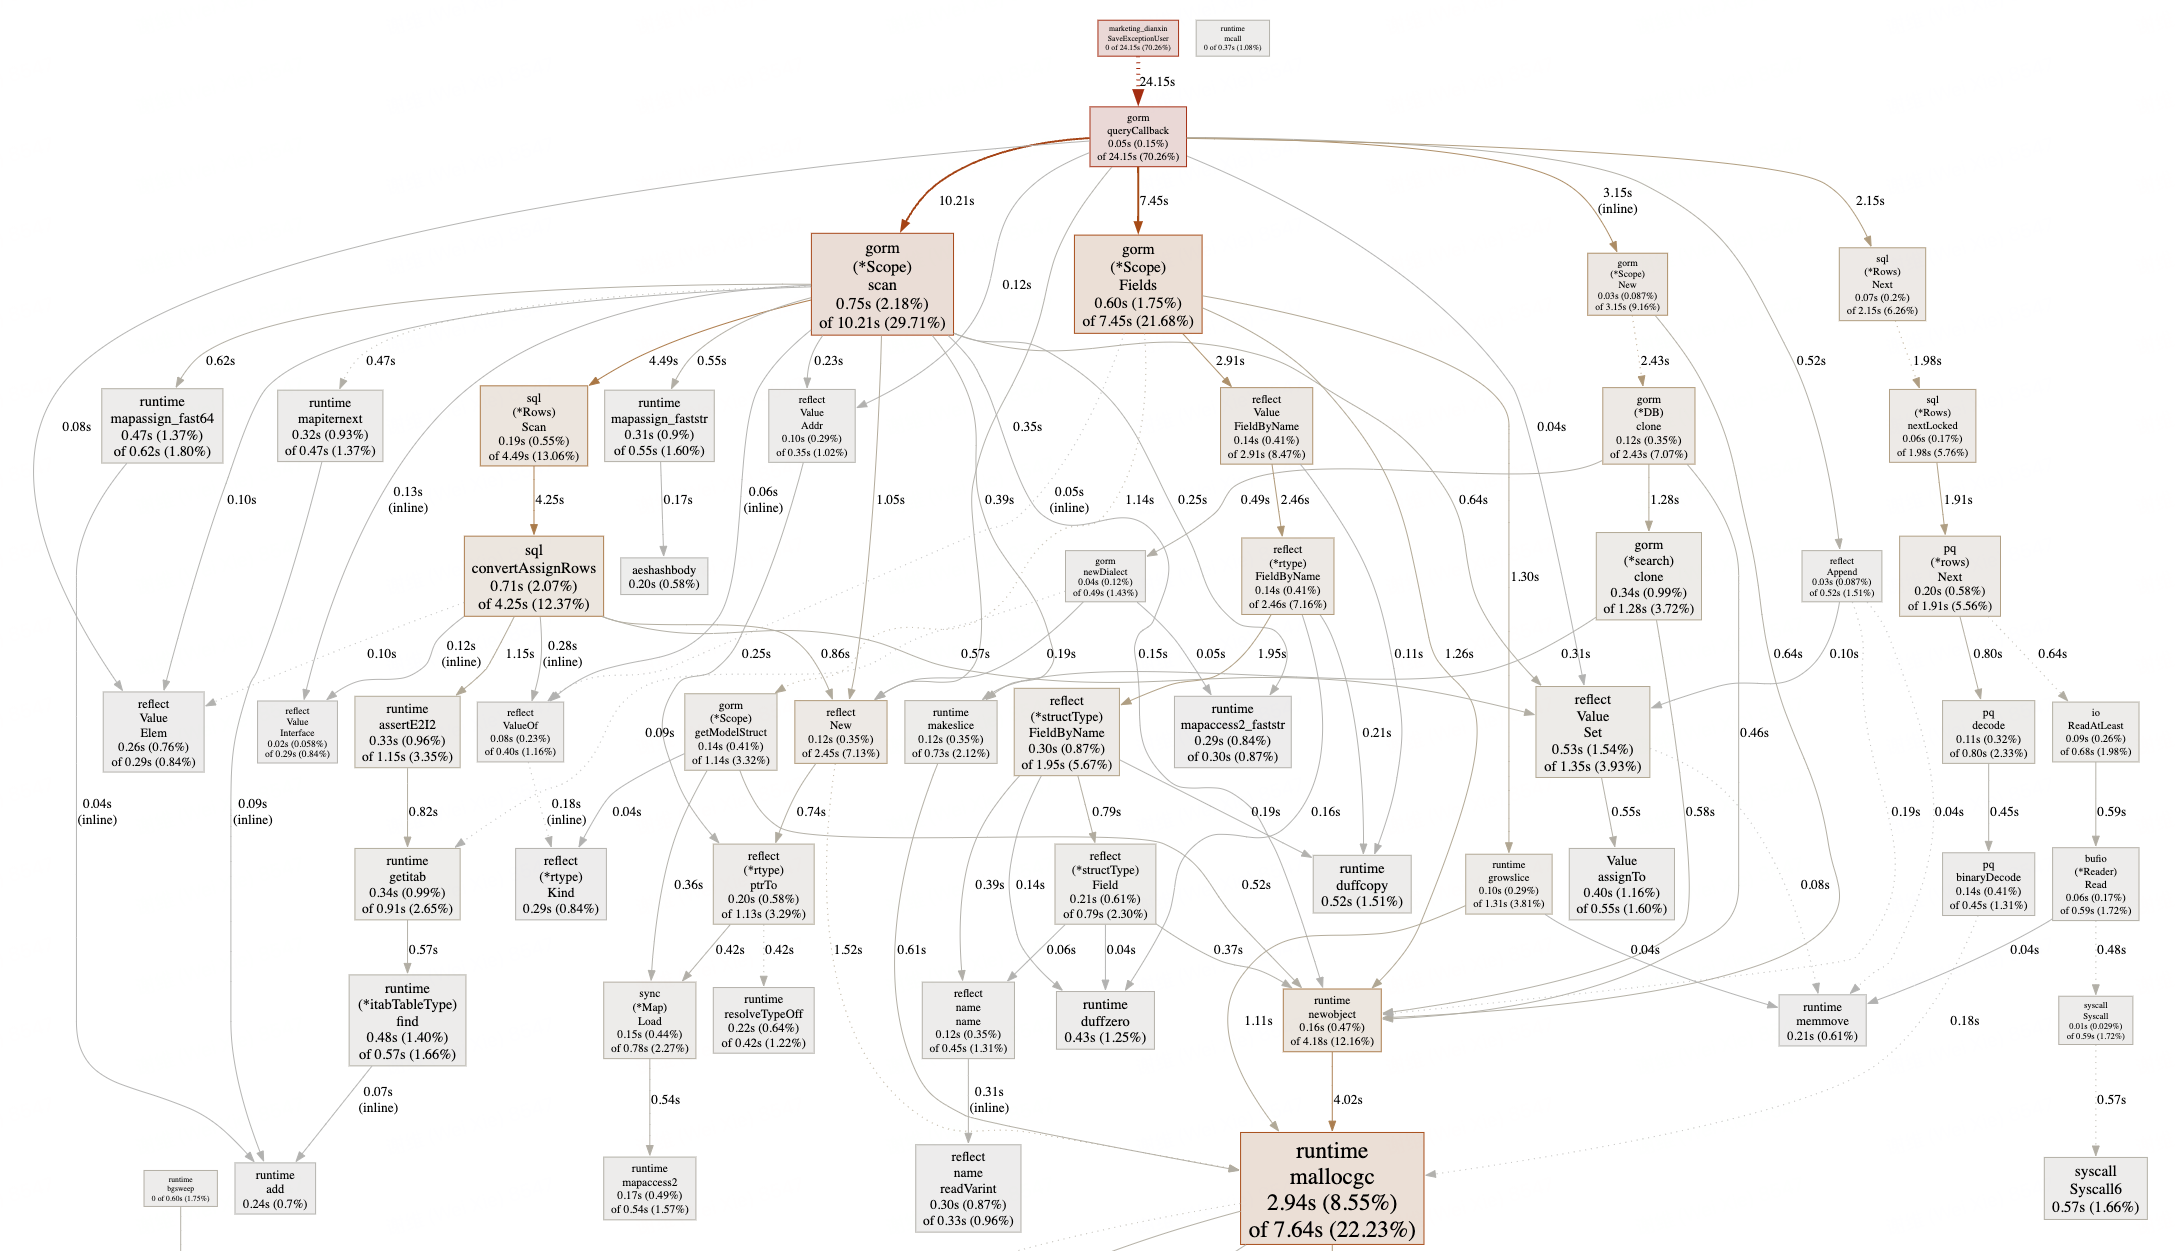 marketing_dianxin
SaveExceptionUser
0 of 24.15s (70.26%)
runtime
mcall
0 of 0.37s (1.08%)
24.15s
gorm
queryCallback
0.05s (0.15%)
of 24.15s (70.26%)
10.21s
7.45s
3.15s
(inline)
2.15s
gorm
(*Scope)
scan
0.75s (2.18%)
of 10.21s (29.71%)
0.12s
gorm
(*Scope)
Fields
0.60s (1.75%)
of 7.45s (21.68%)
gorm
(*Scope)
New
0.03s (0.087%)
of 3.15s (9.16%)
sql
(*Rows)
Next
0.07s (0.2%)
of 2.15s (6.26%)
0.62s
0.47s
4.49s
0.55s
0.23s
2.91s
2.43s
0.52s
1.98s
0.08s
runtime
mapassign_fast64
0.47s (1.37%)
of 0.62s (1.80%)
runtime
mapiternext
0.32s (0.93%)
of 0.47s (1.37%)
sql
(*Rows)
Scan
0.19s (0.55%)
of 4.49s (13.06%)
runtime
mapassign_faststr
0.31s (0.9%)
of 0.55s (1.60%)
reflect
Value
Addr
0.10s (0.29%)
of 0.35s (1.02%)
0.35s
reflect
Value
FieldByName
0.14s (0.41%)
of 2.91s (8.47%)
0.04s
gorm
(*DB)
clone
0.12s (0.35%)
of 2.43s (7.07%)
sql
(*Rows)
nextLocked
0.06s (0.17%)
of 1.98s (5.76%)
0.10s
0.13s
(inline)
4.25s
0.17s
0.06s
(inline)
1.05s
0.39s
0.05s
(inline)
1.14s
0.25s
0.49s
2.46s
0.64s
1.28s
1.91s
sql
convertAssignRows
0.71s (2.07%)
of 4.25s (12.37%)
aeshashbody
0.20s (0.58%)
gorm
newDialect
0.04s (0.12%)
of 0.49s (1.43%)
reflect
(*rtype)
FieldByName
0.14s (0.41%)
of 2.46s (7.16%)
1.30s
gorm
(*search)
clone
0.34s (0.99%)
of 1.28s (3.72%)
reflect
Append
0.03s (0.087%)
of 0.52s (1.51%)
pq
(*rows)
Next
0.20s (0.58%)
of 1.91s (5.56%)
0.10s
0.12s
(inline)
1.15s
0.28s
(inline)
0.25s
0.86s
0.57s
0.19s
0.15s
0.05s
1.95s
0.11s
1.26s
0.31s
0.64s
0.10s
0.80s
0.64s
reflect
Value
Elem
0.26s (0.76%)
of 0.29s (0.84%)
reflect
Value
Interface
0.02s (0.058%)
of 0.29s (0.84%)
runtime
assertE2I2
0.33s (0.96%)
of 1.15s (3.35%)
reflect
ValueOf
0.08s (0.23%)
of 0.40s (1.16%)
0.09s
gorm
(*Scope)
getModelStruct
0.14s (0.41%)
of 1.14s (3.32%)
reflect
New
0.12s (0.35%)
of 2.45s (7.13%)
runtime
makeslice
0.12s (0.35%)
of 0.73s (2.12%)
reflect
(*structType)
FieldByName
0.30s (0.87%)
of 1.95s (5.67%)
runtime
mapaccess2_faststr
0.29s (0.84%)
of 0.30s (0.87%)
0.21s
reflect
Value
Set
0.53s (1.54%)
of 1.35s (3.93%)
0.46s
pq
decode
0.11s (0.32%)
of 0.80s (2.33%)
io
ReadAtLeast
0.09s (0.26%)
of 0.68s (1.98%)
0.04s
(inline)
0.09s
(inline)
0.82s
0.18s
(inline)
0.04s
0.74s
0.79s
0.19s
0.16s
0.55s
0.58s
0.19s
0.04s
0.45s
0.59s
runtime
getitab
0.34s (0.99%)
of 0.91s (2.65%)
reflect
(*rtype)
Kind
0.29s (0.84%)
0.36s
reflect
(*rtype)
ptrTo
0.20s (0.58%)
of 1.13s (3.29%)
0.39s
0.14s
reflect
(*structType)
Field
0.21s (0.61%)
of 0.79s (2.30%)
0.52s
runtime
duffcopy
0.52s (1.51%)
runtime
growslice
0.10s (0.29%)
of 1.31s (3.81%)
Value
assignTo
0.40s (1.16%)
of 0.55s (1.60%)
0.08s
pq
binaryDecode
0.14s (0.41%)
of 0.45s (1.31%)
bufio
(*Reader)
Read
0.06s (0.17%)
of 0.59s (1.72%)
0.57s
0.42s
0.42s
1.52s
0.61s
0.06s
0.04s
0.37s
0.04s
0.04s
0.48s
runtime
(*itabTableType)
find
0.48s (1.40%)
of 0.57s (1.66%)
sync
(*Map)
Load
0.15s (0.44%)
of 0.78s (2.27%)
runtime
resolveTypeOff
0.22s (0.64%)
of 0.42s (1.22%)
reflect
name
name
0.12s (0.35%)
of 0.45s (1.31%)
runtime
duffzero
0.43s (1.25%)
1.11s
runtime
newobject
0.16s (0.47%)
of 4.18s (12.16%)
runtime
memmove
0.21s (0.61%)
0.18s
syscall
Syscall
0.01s (0.029%)
of 0.59s (1.72%)
0.07s
(inline)
0.54s
0.31s
(inline)
4.02s
0.57s
runtime
bgsweep
0 of 0.60s (1.75%)
runtime
add
0.24s (0.7%)
runtime
mapaccess2
0.17s (0.49%)
of 0.54s (1.57%)
reflect
name
readVarint
0.30s (0.87%)
of 0.33s (0.96%)
runtime
mallocgc
2.94s (8.55%)
of 7.64s (22.23%)
syscall
Syscall6
0.57s (1.66%)